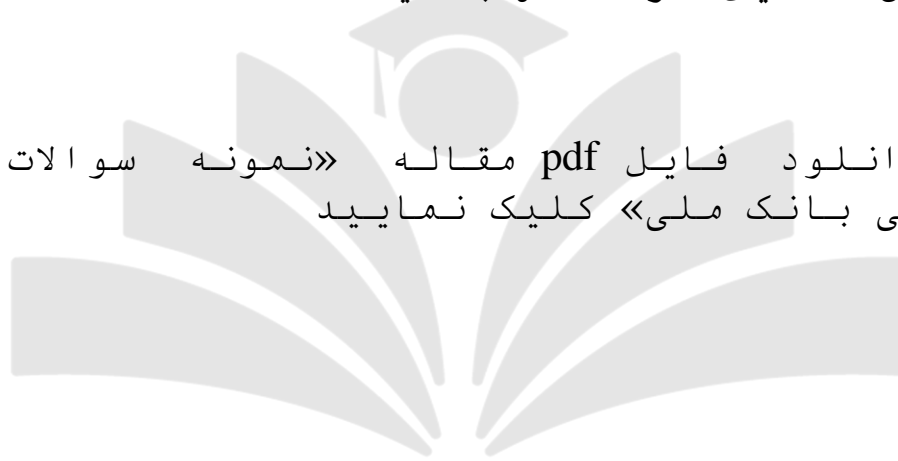 انلود فایل pdf مقاله «نمونه سوالات
ی بانک ملی» کلیک نمایید